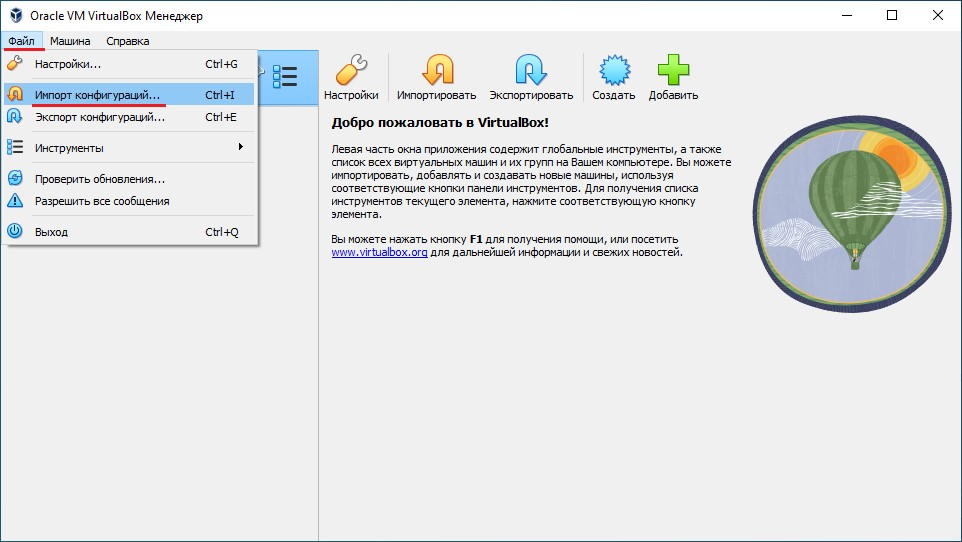 Oracle VM VirtualBox Менеджер
Файл Машина Справка
Настройки... Ctrl+G
Импорт конфигураций... Ctrl+I
Экспорт конфигураций... Ctrl+E
Инструменты
Проверить обновления...
Разрешить все сообщения
Выход Ctrl+Q
Настройки Импортировать Экспортировать Создать Добавить
Добро пожаловать в VirtualBox!
Левая часть окна приложения содержит глобальные инструменты, а также
список всех виртуальных машин и их групп на Вашем компьютере. Вы можете
импортировать, добавлять и создавать новые машины, используя
соответствующие кнопки панели инструментов. Для получения списка
инструментов текущего элемента, нажмите соответствующую кнопку
элемента.
Вы можете нажать кнопку F1 для получения помощи, или посетить
www.virtualbox.org для дальнейшей информации и свежих новостей.